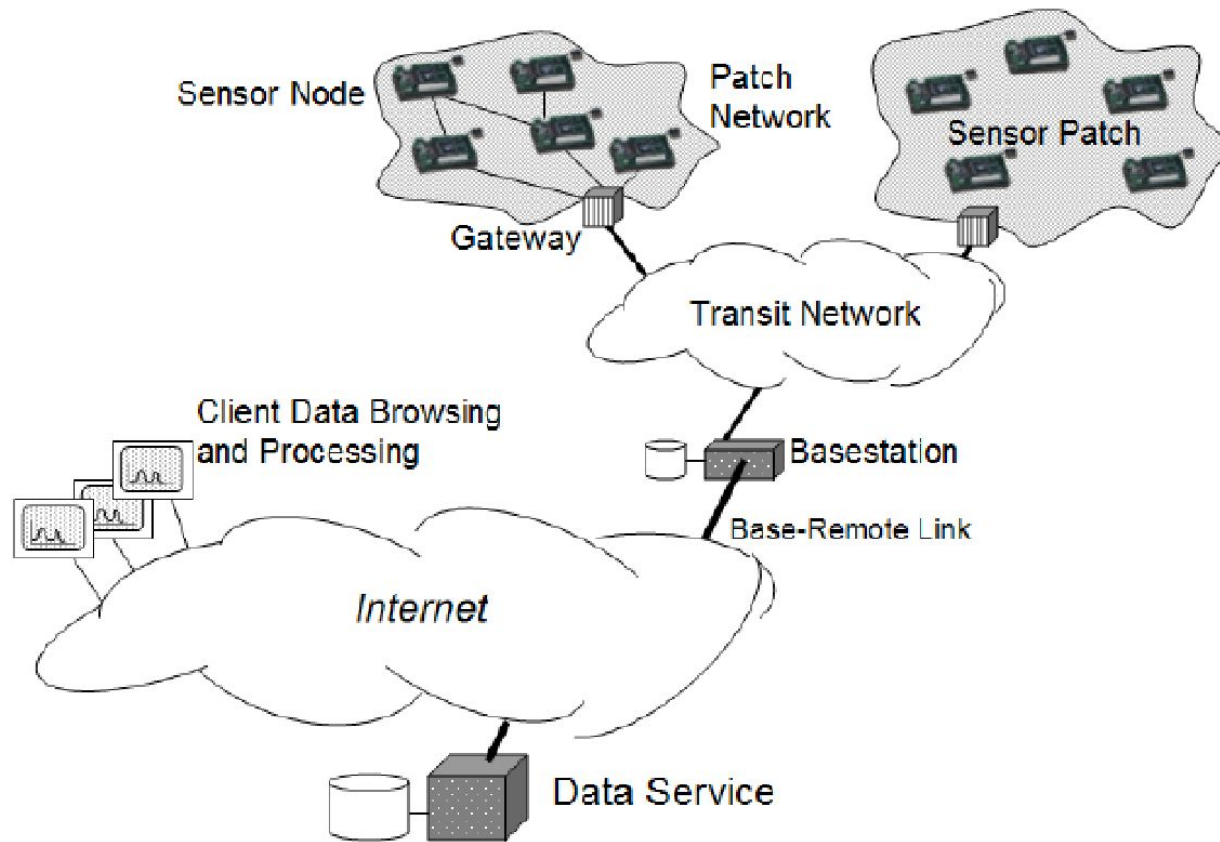 Sensor Node
Patch
Network
Sensor Patch
Gateway
Transit Network
Client Data Browsing
and Processing
Basestation
Base-Remote Link
Internet
Data Service